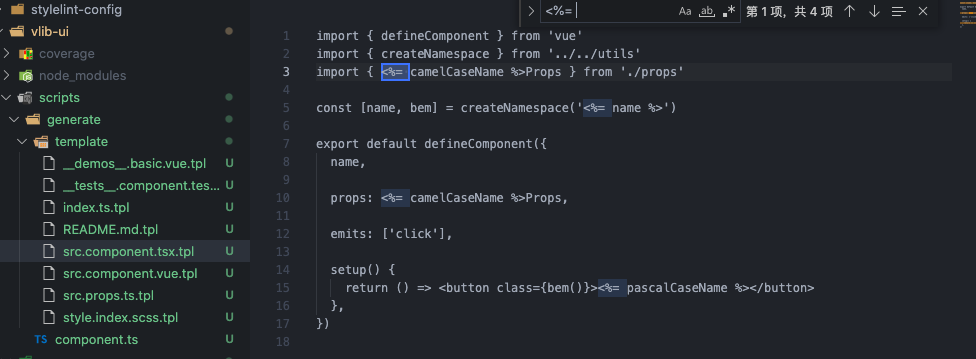 stylelint-config
vlib-ui
coverage
node_modules
scripts
generate
template
__demos__.basic.vue.tpl U
__tests__.component.tes... U
index.ts.tpl U
README.md.tpl U
src.component.tsx.tpl U
src.component.vue.tpl U
src.props.ts.tpl U
style.index.scss.tpl U
TS component.ts U
<%= Aa ab .* 第 1 项，共 4 项
1 import { defineComponent } from 'vue'
2 import { createNamespace } from '../../utils'
3 import { <%= camelCaseName %>Props } from './props'
4
5 const [name, bem] = createNamespace('<%= name %>')
6
7 export default defineComponent({
8 name,
9
10 props: <%= camelCaseName %>Props,
11
12 emits: ['click'],
13
14 setup() {
15 return () => <button class={bem()}><%= pascalCaseName %></button>
16 },
17 })
18